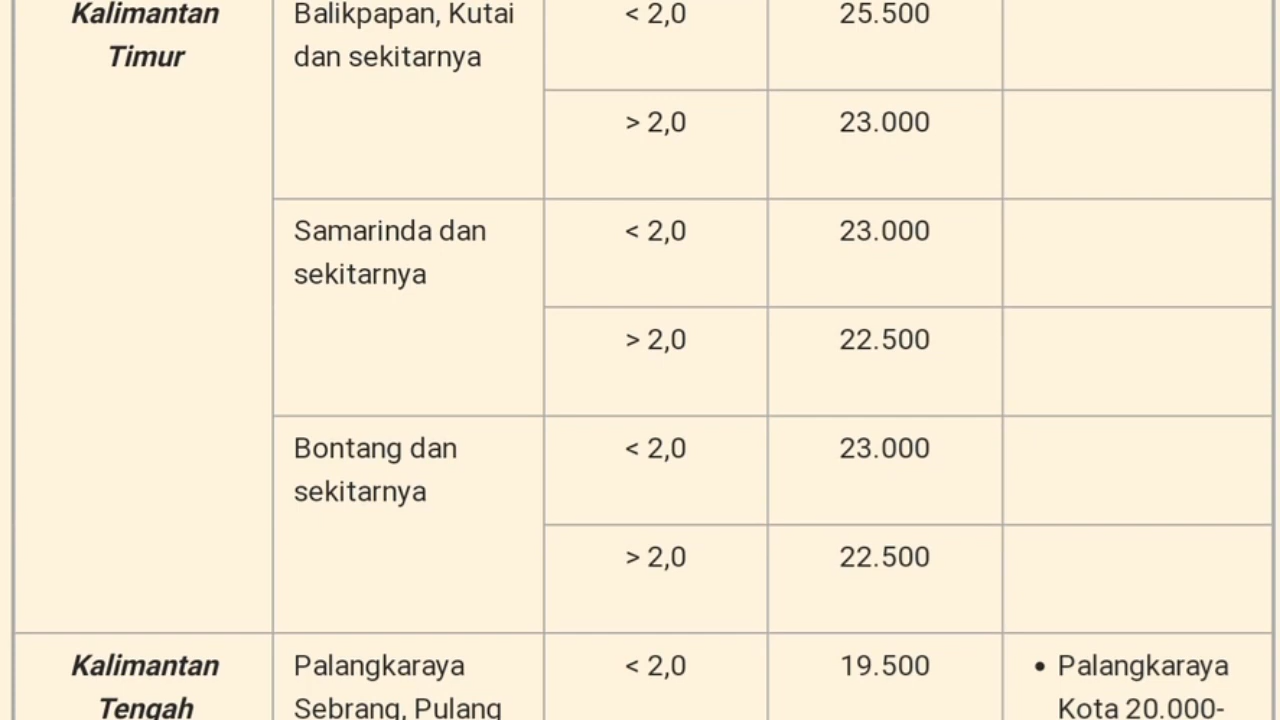 Kalimantan
Timur
Balikpapan, Kutai
dan sekitarnya
< 2,0
25.500
> 2,0
23.000
Samarinda dan
sekitarnya
< 2,0
23.000
> 2,0
22.500
Bontang dan
sekitarnya
< 2,0
23.000
> 2,0
22.500
Kalimantan
Tengah
Palangkaraya
Sebrang, Pulang
< 2,0
19.500
• Palangkaraya
Kota 20.000-